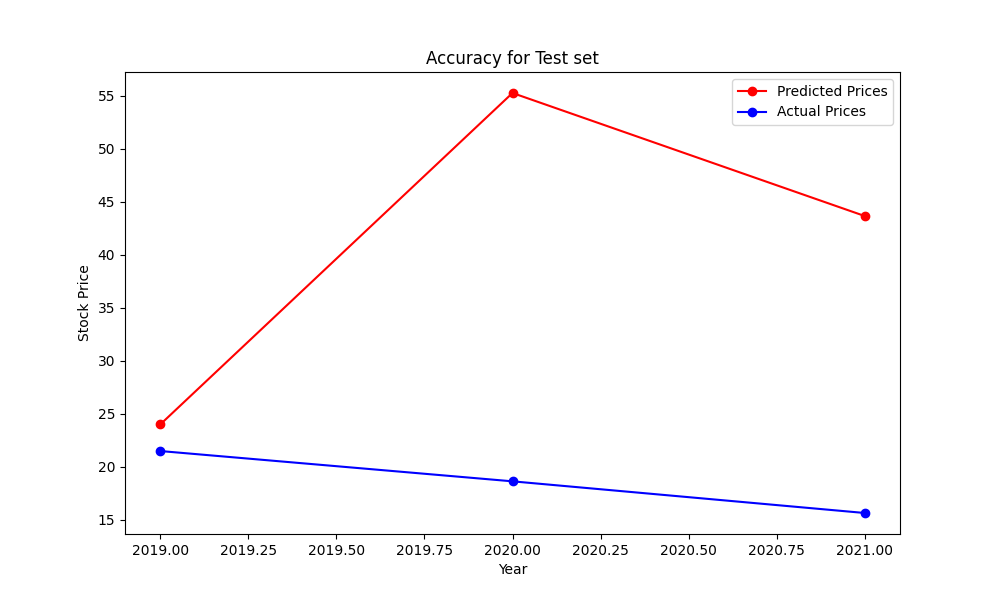 Accuracy for Test set
Predicted Prices
Actual Prices
55
50
45
40
35
30
25
20
15
Stock Price
2019.00 2019.25 2019.50 2019.75 2020.00 2020.25 2020.50 2020.75 2021.00
Year